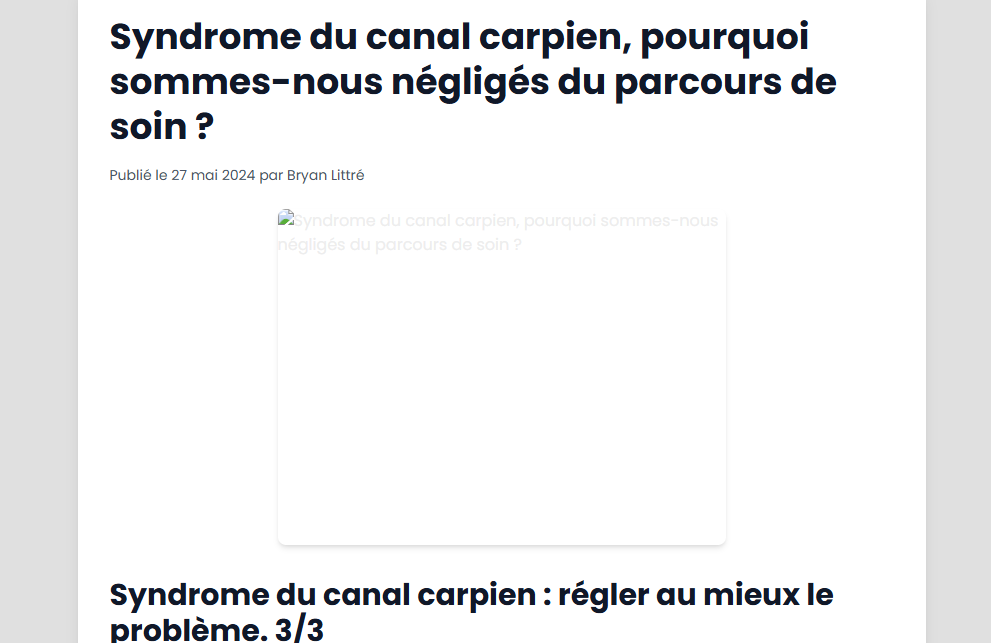 Syndrome du canal carpien, pourquoi
sommes-nous négligés du parcours de
soin ?
Publié le 27 mai 2024 par Bryan Littré
Syndrome du canal carpien, pourquoi sommes-nous
négligés du parcours de soin ?
Syndrome du canal carpien : régler au mieux le
problème. 3/3